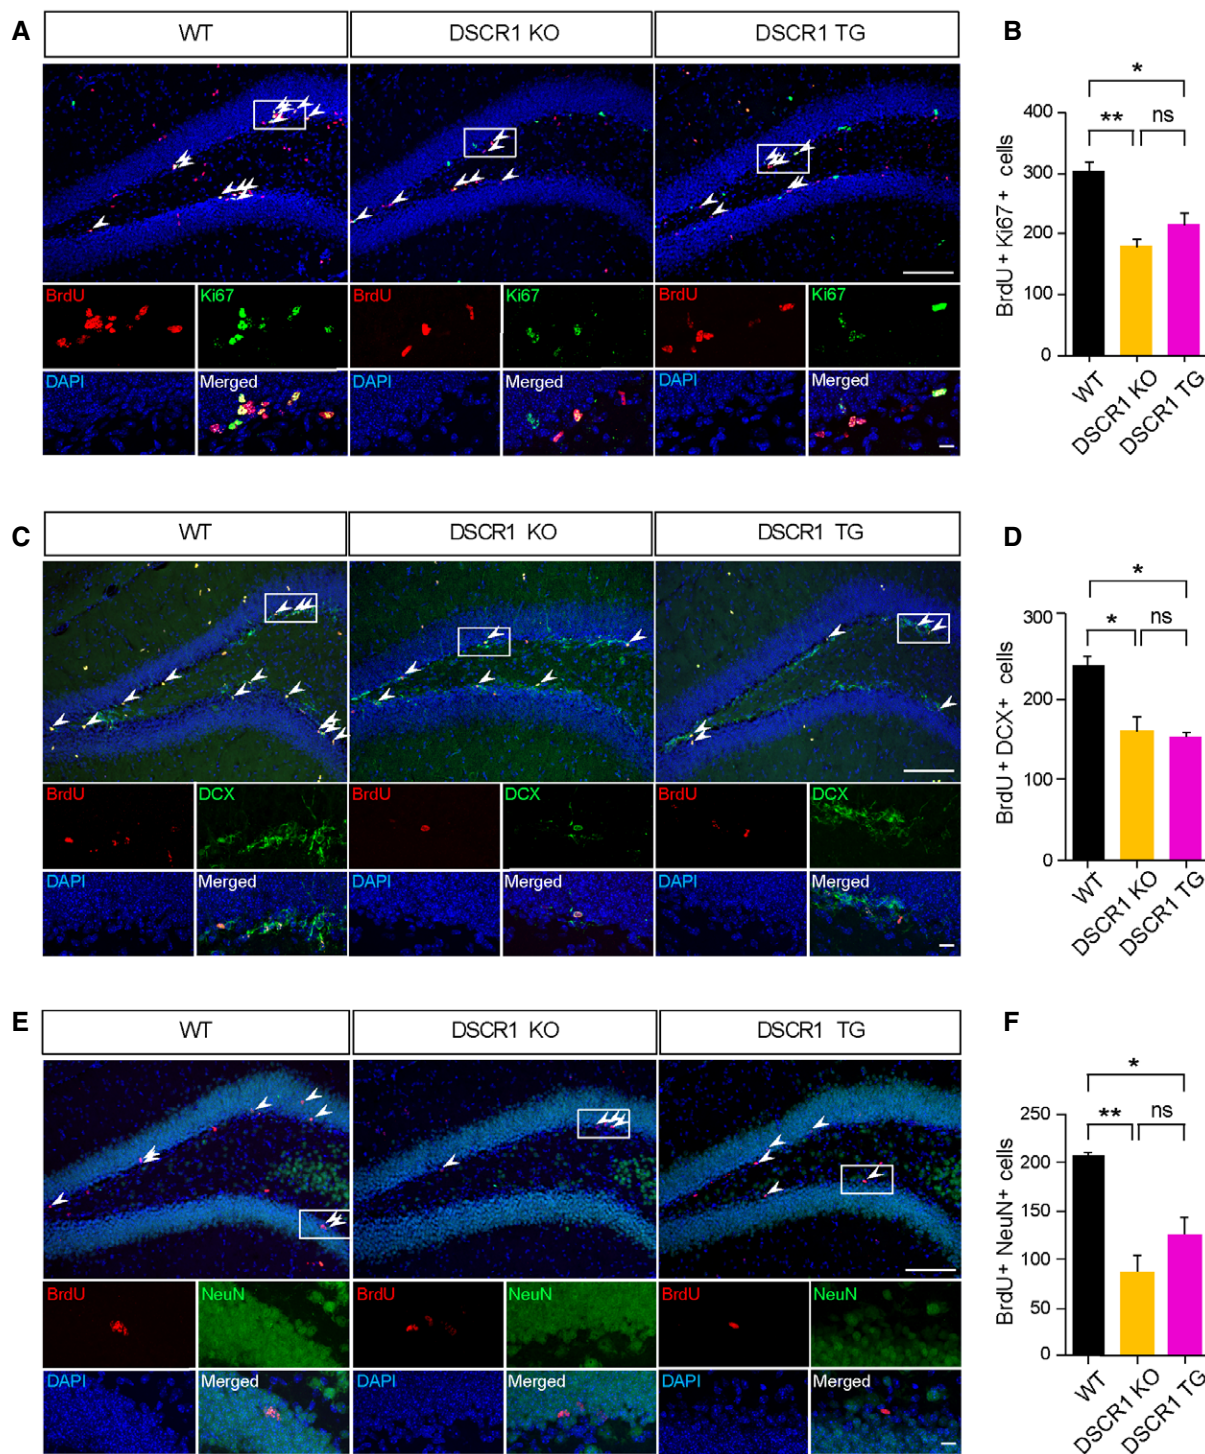 A
WT
DSCR1 KO
DSCR1 TG
BrdU
Ki67
BrdU
Ki67
BrdU
Ki67
DAPI
Merged
DAPI
Merged
DAPI
Merged
B
*
** ns
BrdU + Ki67 + cells
400
300
200
100
0
WT
DSCR1 KO
DSCR1 TG
C
WT
DSCR1 KO
DSCR1 TG
BrdU
DCX
BrdU
DCX
BrdU
DCX
DAPI
Merged
DAPI
Merged
DAPI
Merged
D
*
* ns
BrdU + DCX+ cells
300
200
100
0
WT
DSCR1 KO
DSCR1 TG
E
WT
DSCR1 KO
DSCR1 TG
BrdU
NeuN
BrdU
NeuN
BrdU
NeuN
DAPI
Merged
DAPI
Merged
DAPI
Merged
F
*
** ns
BrdU+ NeuN+ cells
250
200
150
100
50
0
WT
DSCR1 KO
DSCR1 TG